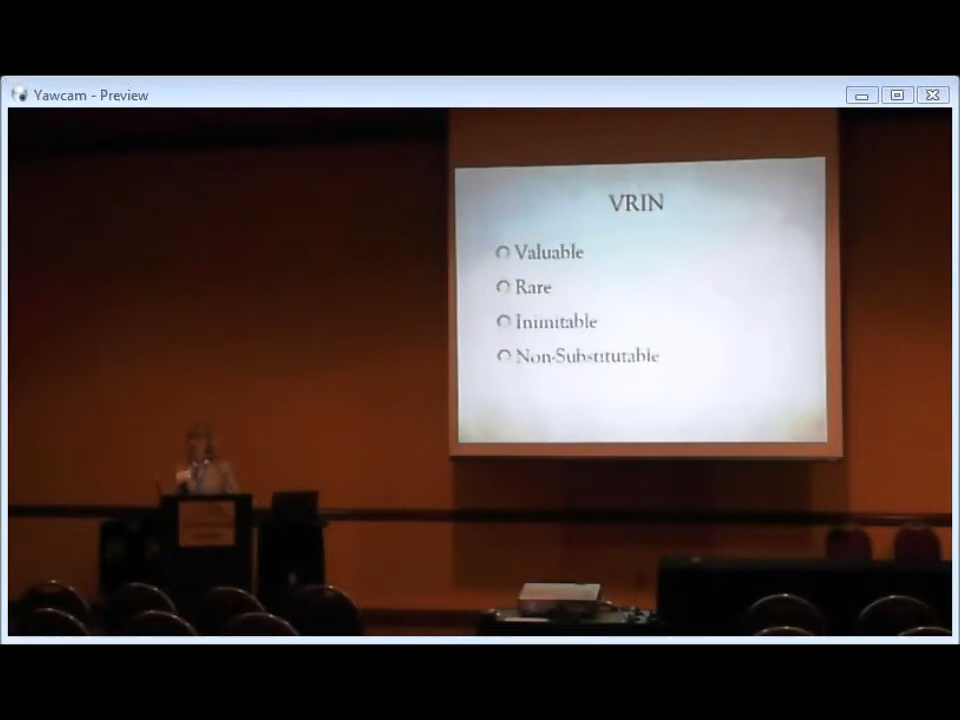 Yawcam - Preview
VRIN
Valuable
Rare
Inimitable
Non-Substitutable